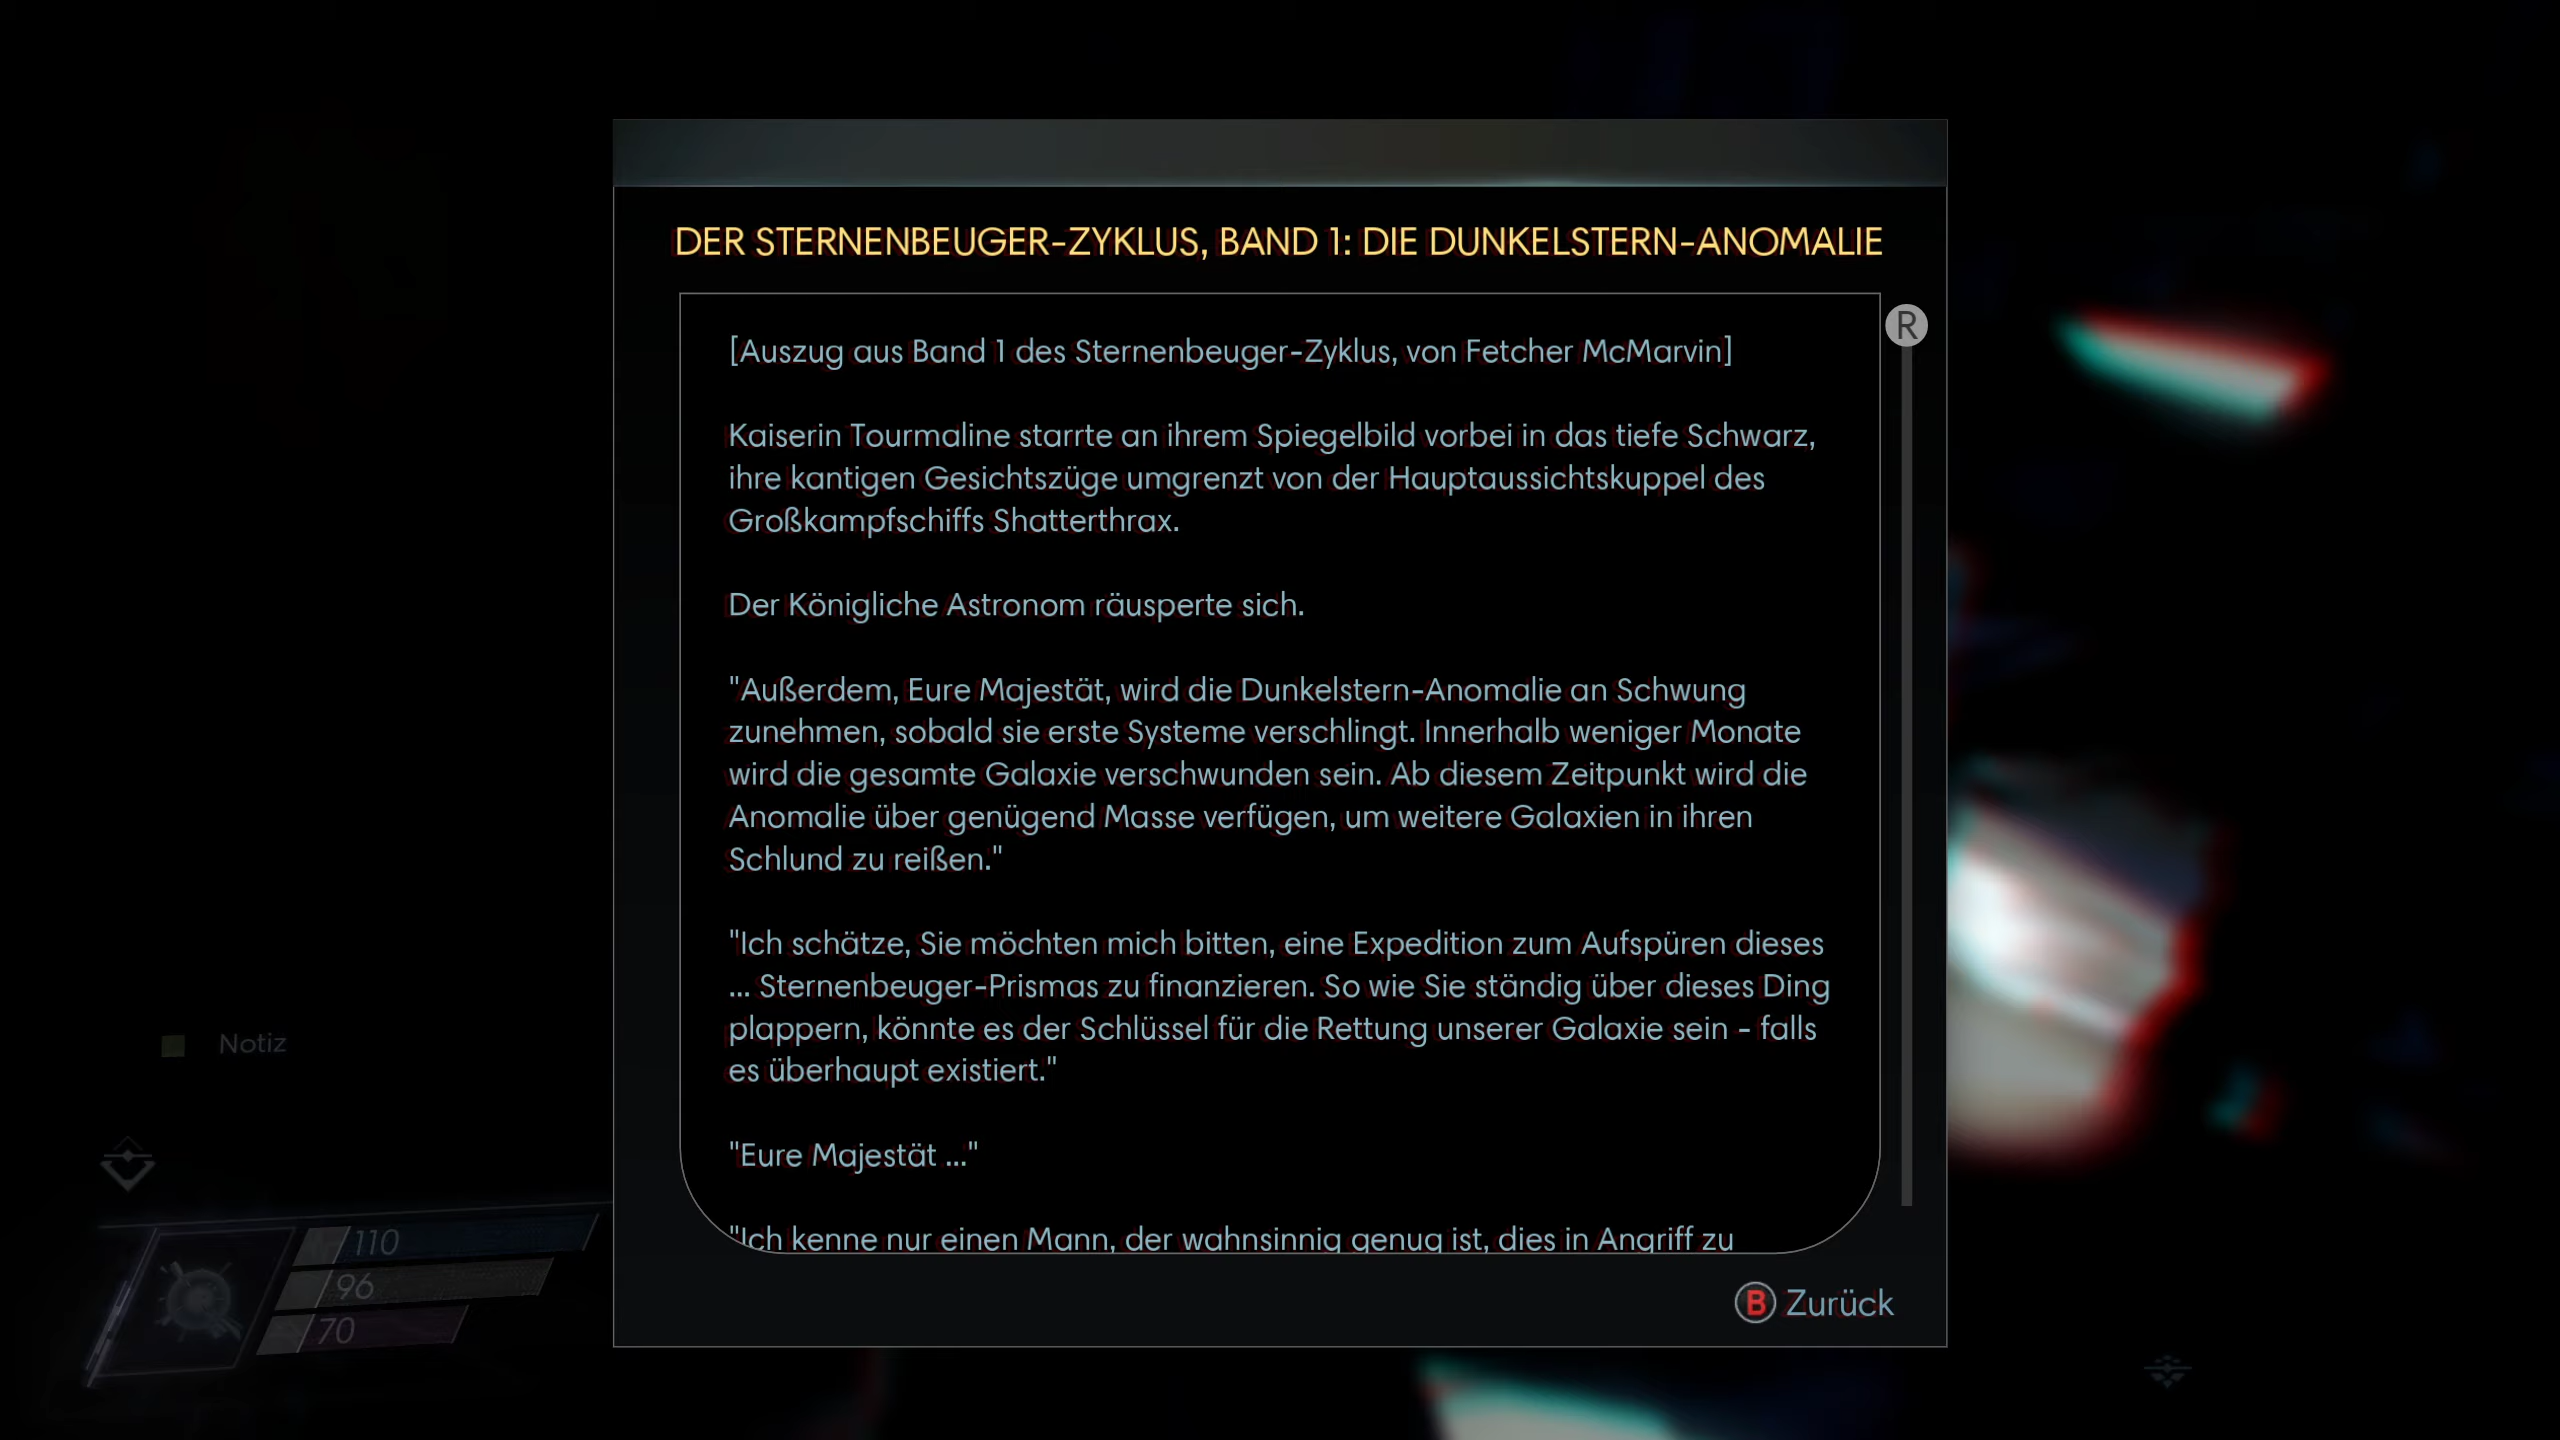 DER STERNENBEUGER-ZYKLUS, BAND 1: DIE DUNKELSTERN-ANOMALIE
R
[Auszug aus Band 1 des Sternenbeuger-Zyklus, von Fetcher McMarvin]
Kaiserin Tourmaline starrte an ihrem Spiegelbild vorbei in das tiefe Schwarz,
ihre kantigen Gesichtszüge umgrenzt von der Hauptaussichtskuppel des
Großkampfschiffs Shatterthrax.
Der Königliche Astronom räusperte sich.
"Außerdem, Eure Majestät, wird die Dunkelstern-Anomalie an Schwung
zunehmen, sobald sie erste Systeme verschlingt. Innerhalb weniger Monate
wird die gesamte Galaxie verschwunden sein. Ab diesem Zeitpunkt wird die
Anomalie über genügend Masse verfügen, um weitere Galaxien in ihren
Schlund zu reißen."
"Ich schätze, Sie möchten mich bitten, eine Expedition zum Aufspüren dieses
... Sternenbeuger-Prismas zu finanzieren. So wie Sie ständig über dieses Ding
plappern, könnte es der Schlüssel für die Rettung unserer Galaxie sein - falls
es überhaupt existiert."
"Eure Majestät ..."
"Ich kenne nur einen Mann, der wahnsinnig genug ist, dies in Angriff zu
B Zurück
Notiz
110
96
70